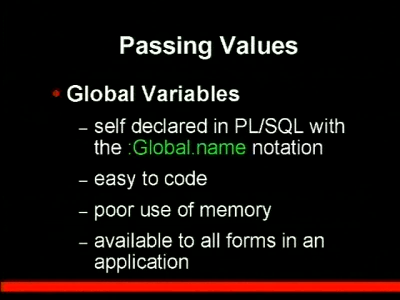 Passing Values
• Global Variables
– self declared in PL/SQL with
the :Global.name notation
– easy to code
– poor use of memory
– available to all forms in an
application